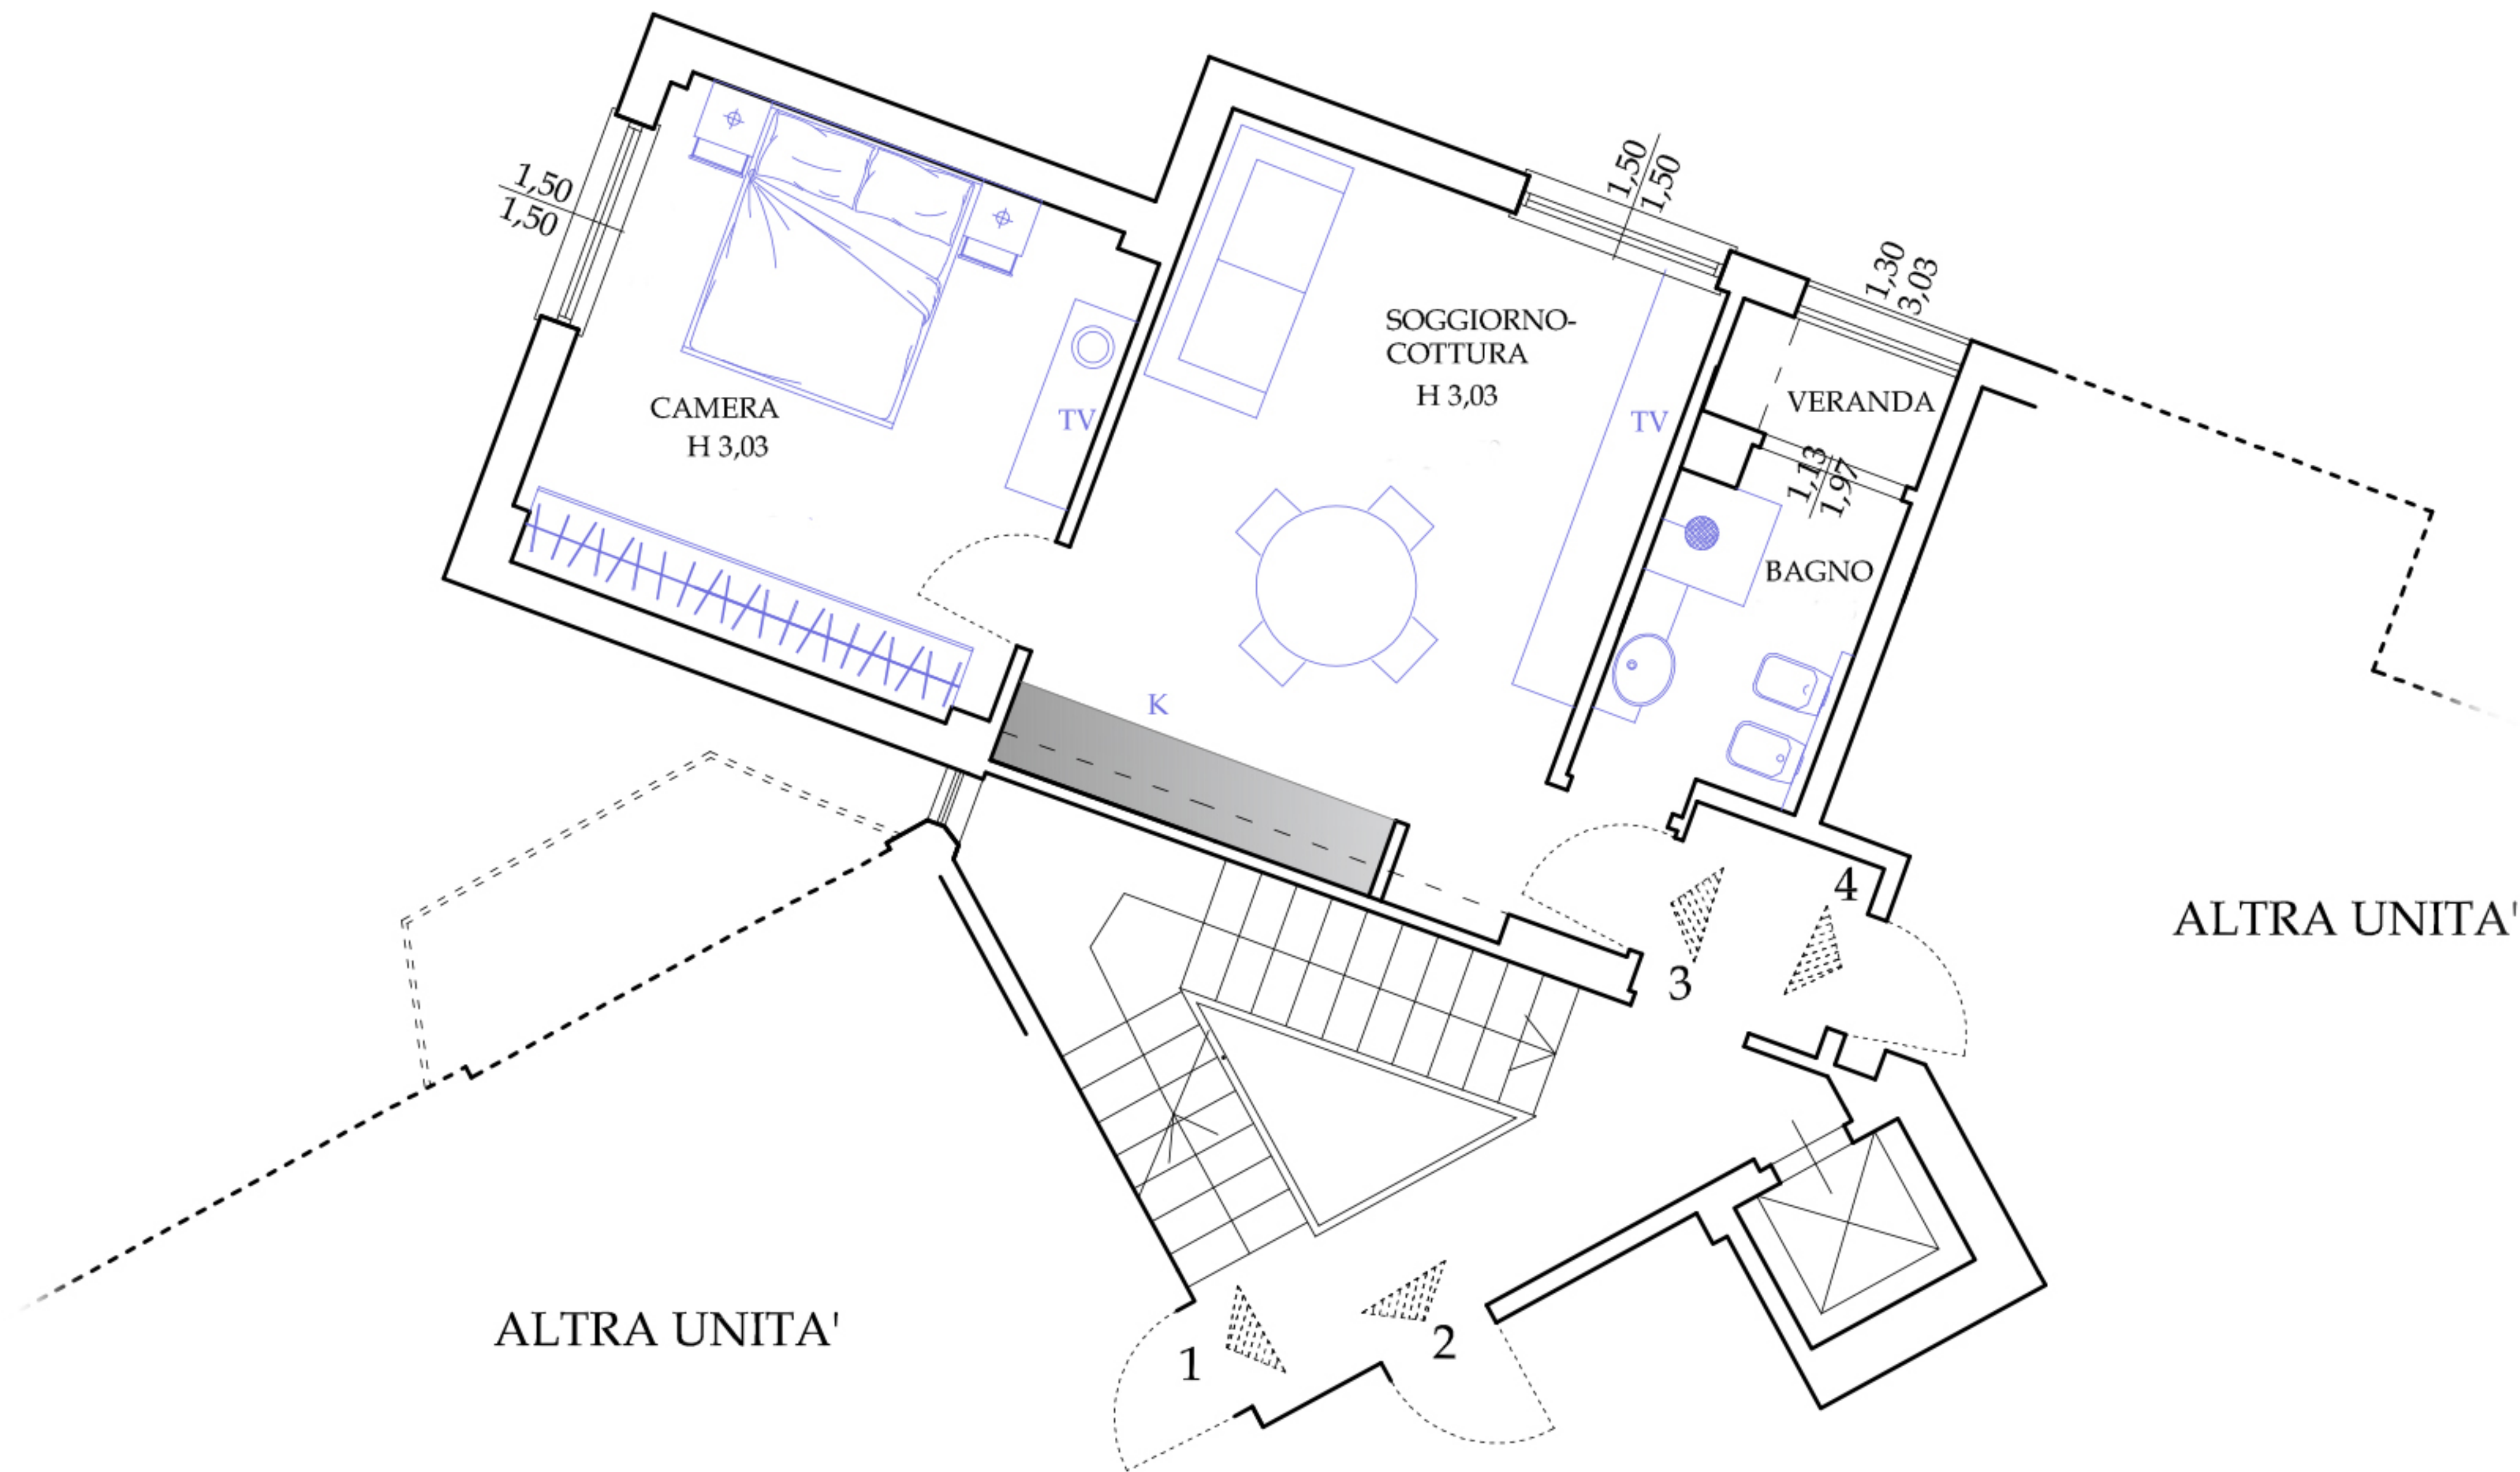 1,50
1,50
1,50
1,50
1,30
3,03
SOGGIORNO-
COTTURA
H 3,03
CAMERA
H 3,03
TV
TV
VERANDA
1,13
1,97
BAGNO
K
4
3
ALTRA UNITA'
ALTRA UNITA'
1
2